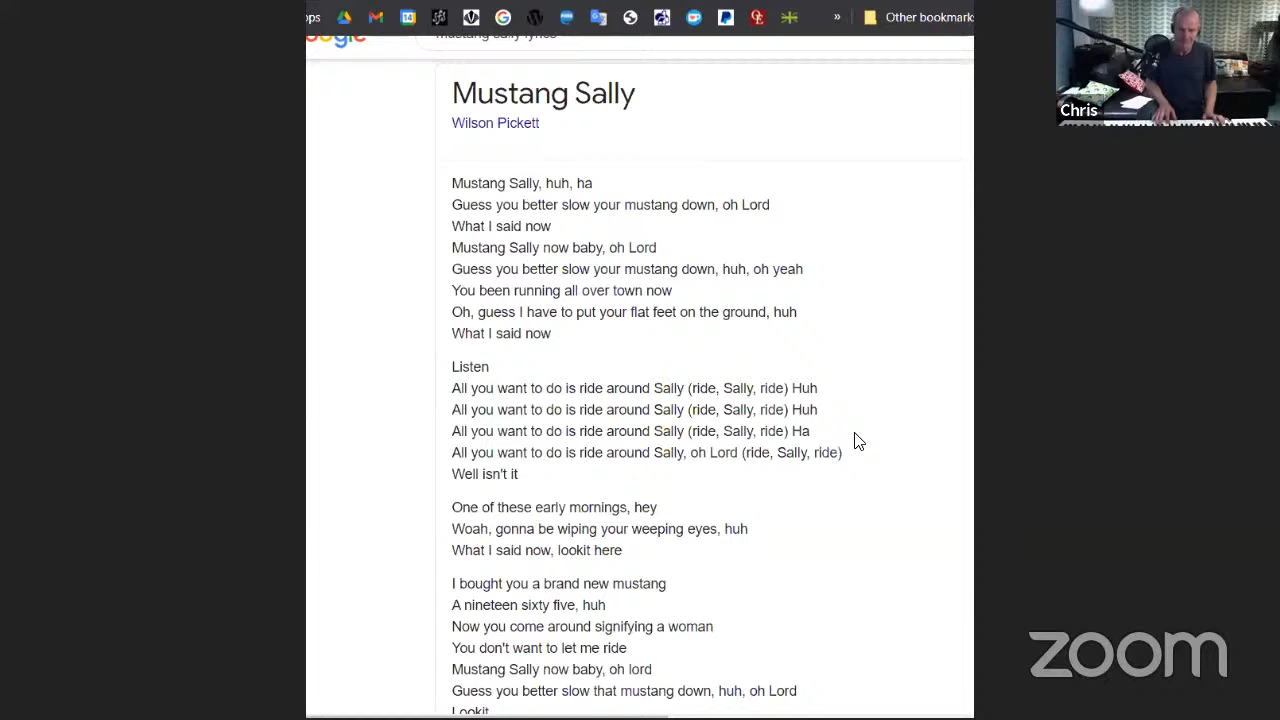 ops
14
Other bookmarks
mustang sally lyrics
Mustang Sally
Wilson Pickett
Chris
Mustang Sally, huh, ha
Guess you better slow your mustang down, oh Lord
What I said now
Mustang Sally now baby, oh Lord
Guess you better slow your mustang down, huh, oh yeah
You been running all over town now
Oh, guess I have to put your flat feet on the ground, huh
What I said now
Listen
All you want to do is ride around Sally (ride, Sally, ride) Huh
All you want to do is ride around Sally (ride, Sally, ride) Huh
All you want to do is ride around Sally (ride, Sally, ride) Ha
All you want to do is ride around Sally, oh Lord (ride, Sally, ride)
Well isn't it
One of these early mornings, hey
Woah, gonna be wiping your weeping eyes, huh
What I said now, lookit here
I bought you a brand new mustang
A nineteen sixty five, huh
Now you come around signifying a woman
You don't want to let me ride
Mustang Sally now baby, oh lord
Guess you better slow that mustang down, huh, oh Lord
Lookit
zoom